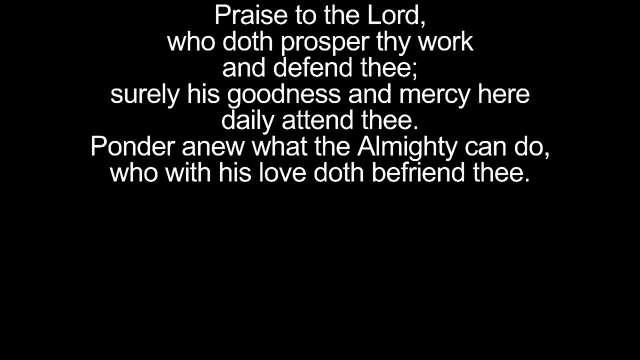 Praise to the Lord,
who doth prosper thy work
and defend thee;
surely his goodness and mercy here
daily attend thee.
Ponder anew what the Almighty can do,
who with his love doth befriend thee.